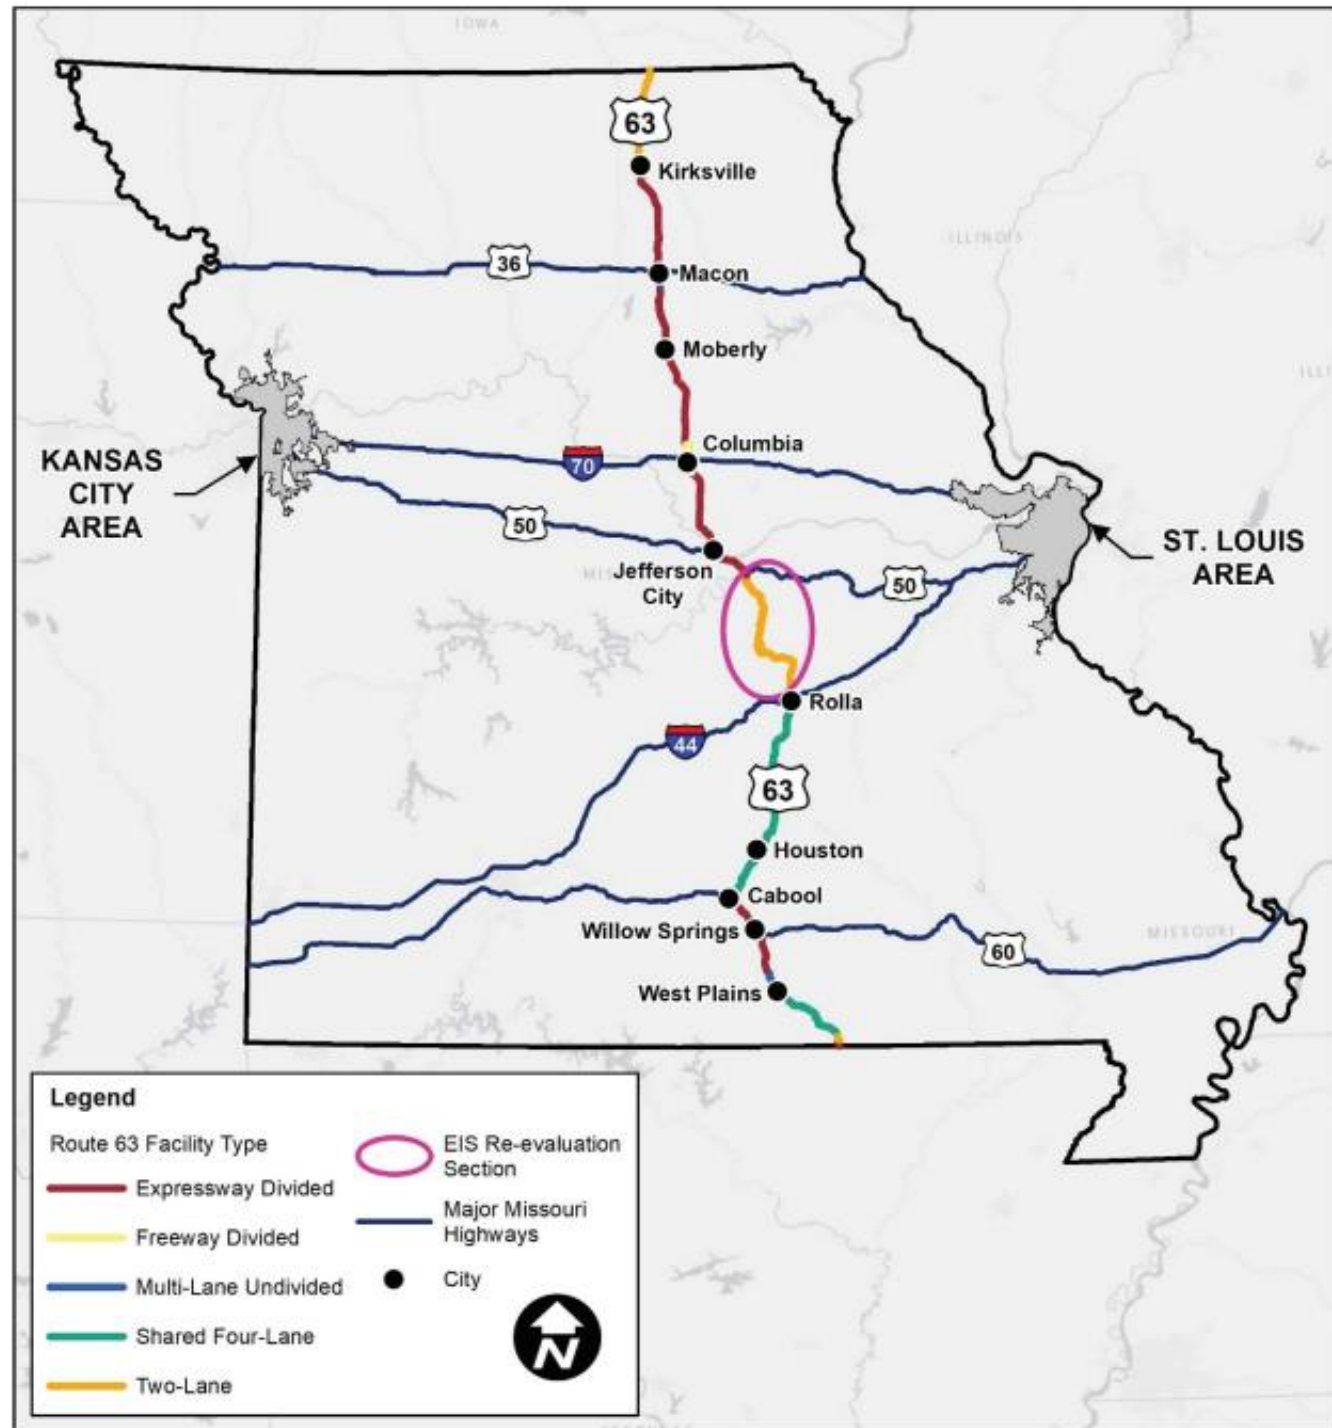 IOWA
63
Kirksville
ILLINOIS
36
Macon
Moberly
ILLI
Columbia
KANSAS
CITY
AREA
70
50
ST. LOUIS
AREA
Jefferson
City
MIS
50
Rolla
44
63
Houston
Cabool
Willow Springs
MISSOURI
60
West Plains
Legend
Route 63 Facility Type
Expressway Divided
Freeway Divided
Multi-Lane Undivided
Shared Four-Lane
Two-Lane
EIS Re-evaluation
Section
Major Missouri
Highways
City
N